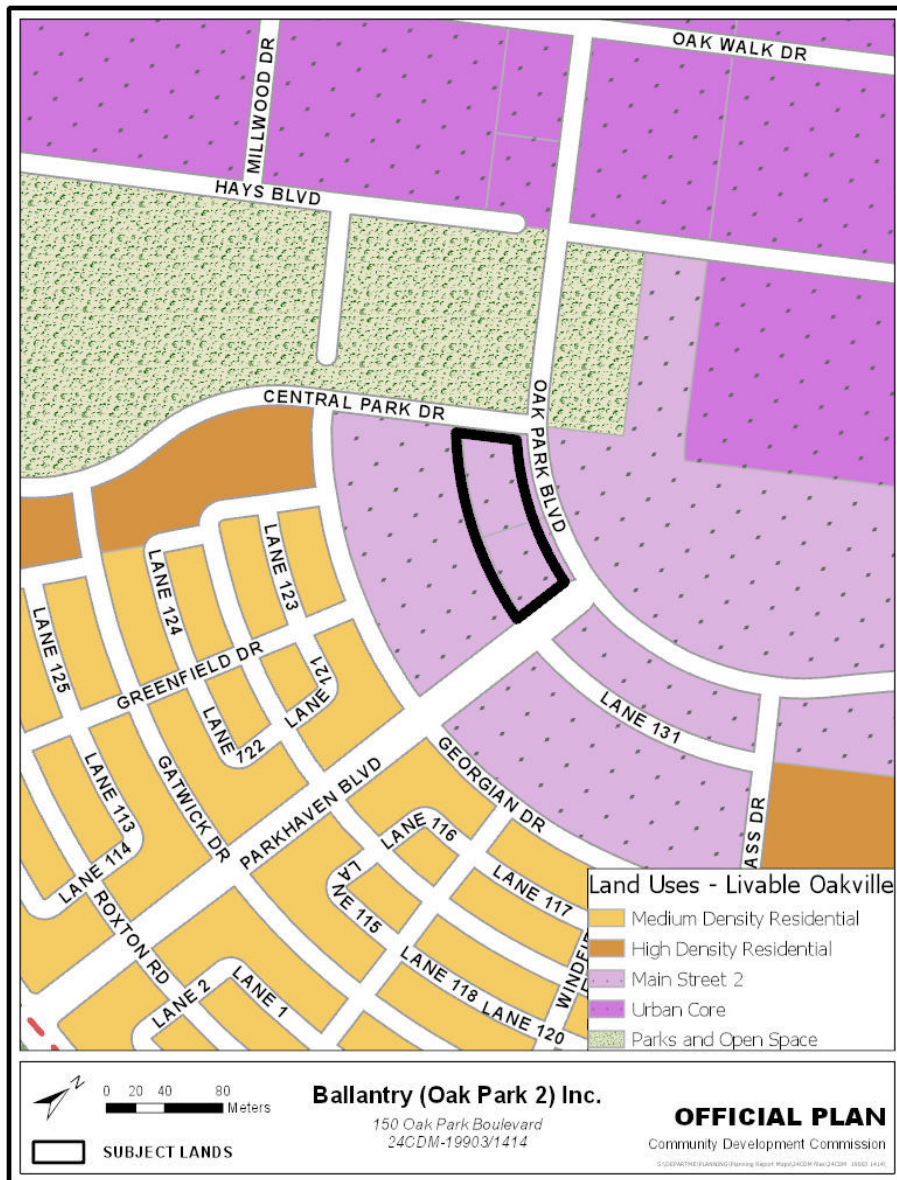 OAK WALK DR
MILLWOOD DR
HAYS BLVD
CENTRAL PARK DR
OAK PARK BLVD
LANE 123
LANE 124
LANE 125
GREENFIELD DR
LANE 121
LANE 122
LANE 131
GATWICK DR
LANE 113
PARKHAVEN BLVD
GEORGIAN DR
ASS DR
LANE 114
LANE 116
LANE 115
LANE 117
ROXTON RD
LANE 118
LANE 120
LANE 2
LANE 1
WINDFIE
Land Uses - Livable Oakville
Medium Density Residential
High Density Residential
Main Street 2
Urban Core
Parks and Open Space
N
0 20 40 80
Meters
SUBJECT LANDS
Ballantry (Oak Park 2) Inc.
150 Oak Park Boulevard
24CDM-19903/1414
OFFICIAL PLAN
Community Development Commission